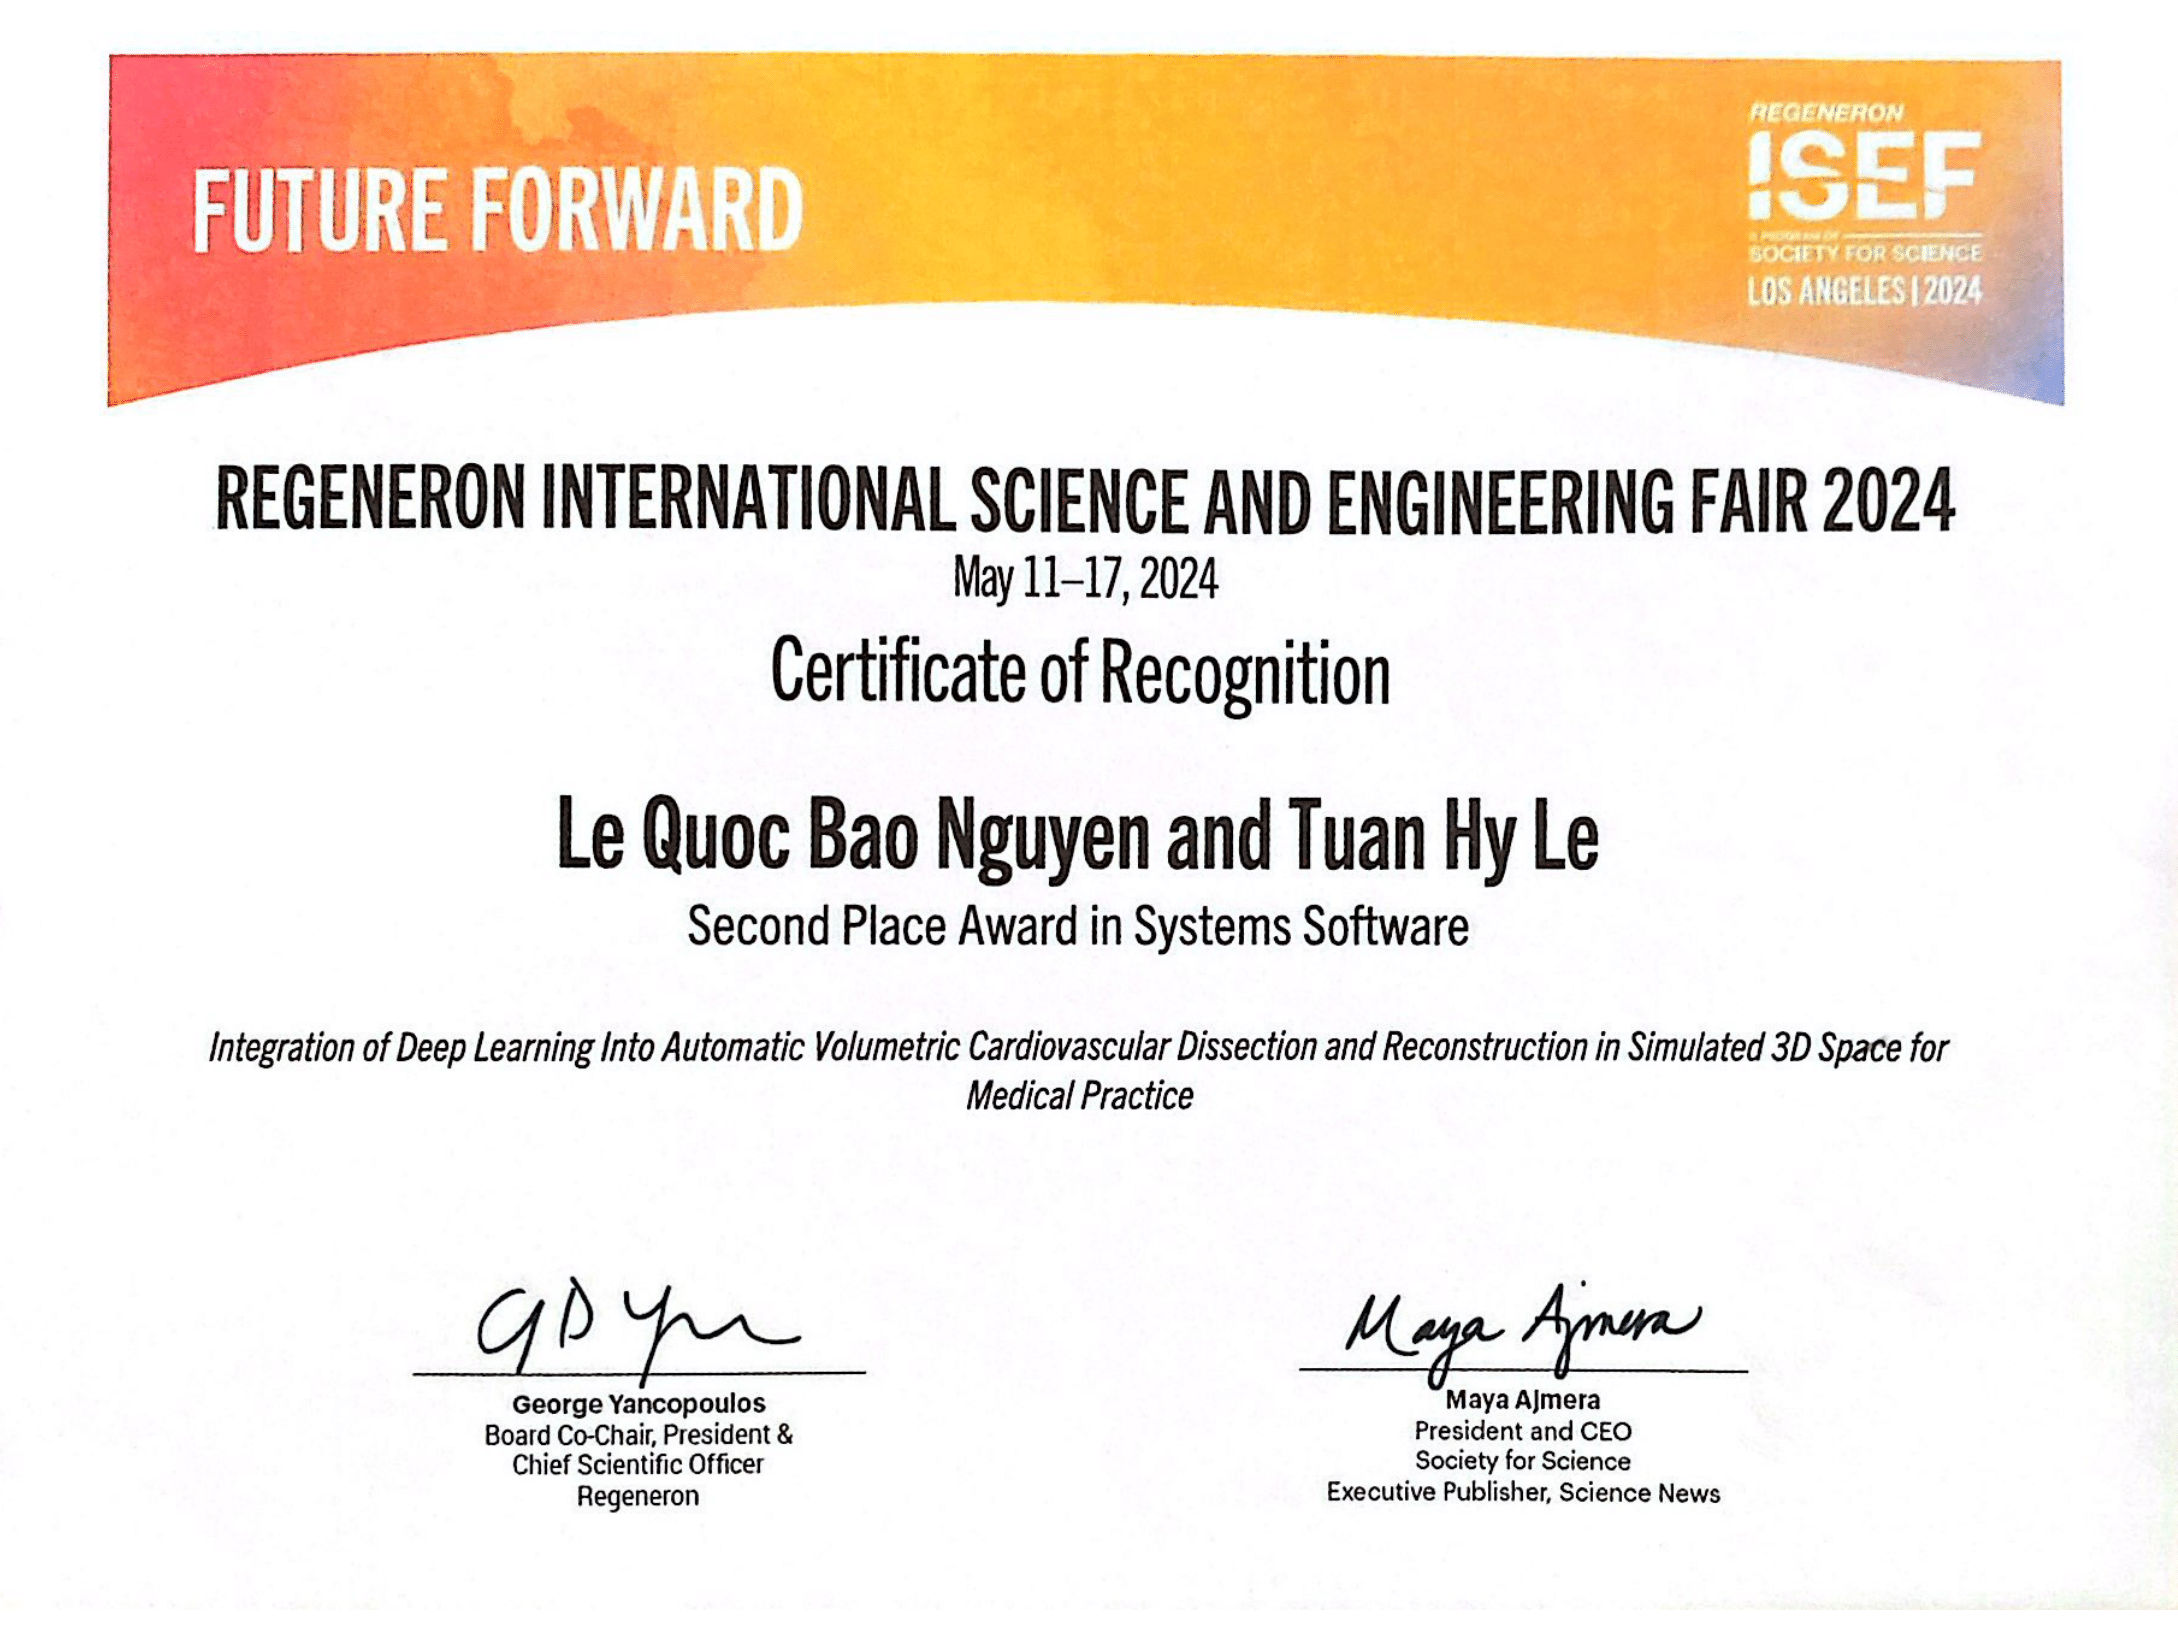 FUTURE FORWARD
REGENERON
ISEF
A PROGRAM OF
SOCIETY FOR SCIENCE
LOS ANGELES | 2024
REGENERON INTERNATIONAL SCIENCE AND ENGINEERING FAIR 2024
May 11–17, 2024
Certificate of Recognition
Le Quoc Bao Nguyen and Tuan Hy Le
Second Place Award in Systems Software
Integration of Deep Learning Into Automatic Volumetric Cardiovascular Dissection and Reconstruction in Simulated 3D Space for
Medical Practice
Maya Ajmera
George Yancopoulos
Board Co-Chair, President &
Chief Scientific Officer
Regeneron
Maya Ajmera
President and CEO
Society for Science
Executive Publisher, Science News